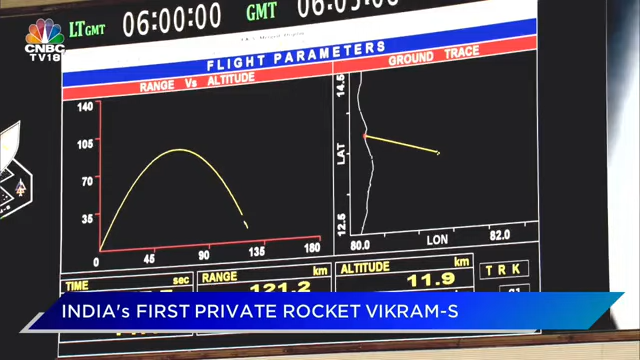 LT GMT 06:00:00 GMT
CNBC
TV18
FLIGHT PARAMETERS
RANGE Vs ALTITUDE
GROUND TRACE
140
105
70
35
0 45 90 135 180
14.5
LAT
12.5
80.0 LON 82.0
TIME sec
RANGE km
121.2
ALTITUDE km
11.9
TRK
INDIA's FIRST PRIVATE ROCKET VIKRAM-S